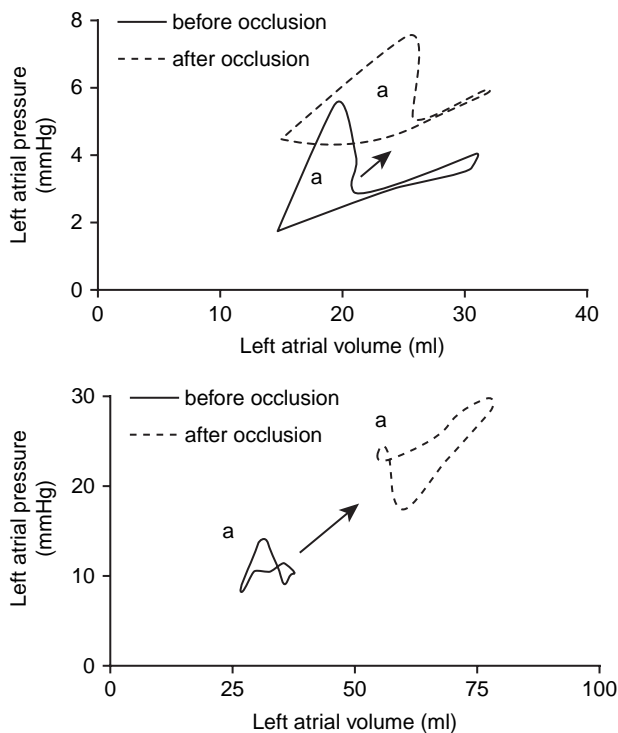 8
before occlusion
after occlusion
a
6
Left atrial pressure
(mmHg)
4
a
2
0
0 10 20 30 40
Left atrial volume (ml)
30
before occlusion
a
after occlusion
20
Left atrial pressure
(mmHg)
a
10
0
0 25 50 75 100
Left atrial volume (ml)